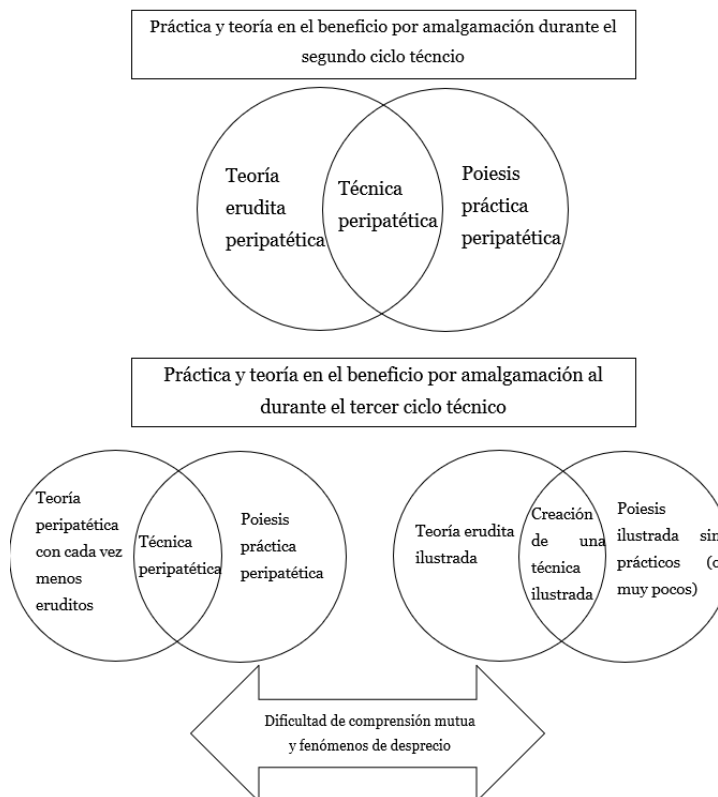 Práctica y teoría en el beneficio por amalgamación durante el
segundo ciclo técncio
Teoría
erudita
peripatética
Técnica
peripatética
Poiesis
práctica
peripatética
Práctica y teoría en el beneficio por amalgamación al
durante el tercer ciclo técnico
Teoría
peripatética
con cada vez
menos
eruditos
Técnica
peripatética
Poiesis
práctica
peripatética
Teoría erudita
ilustrada
Creación
de una
técnica
ilustrada
Poiesis
ilustrada sin
prácticos (o
muy pocos)
Dificultad de comprensión mutua
y fenómenos de desprecio